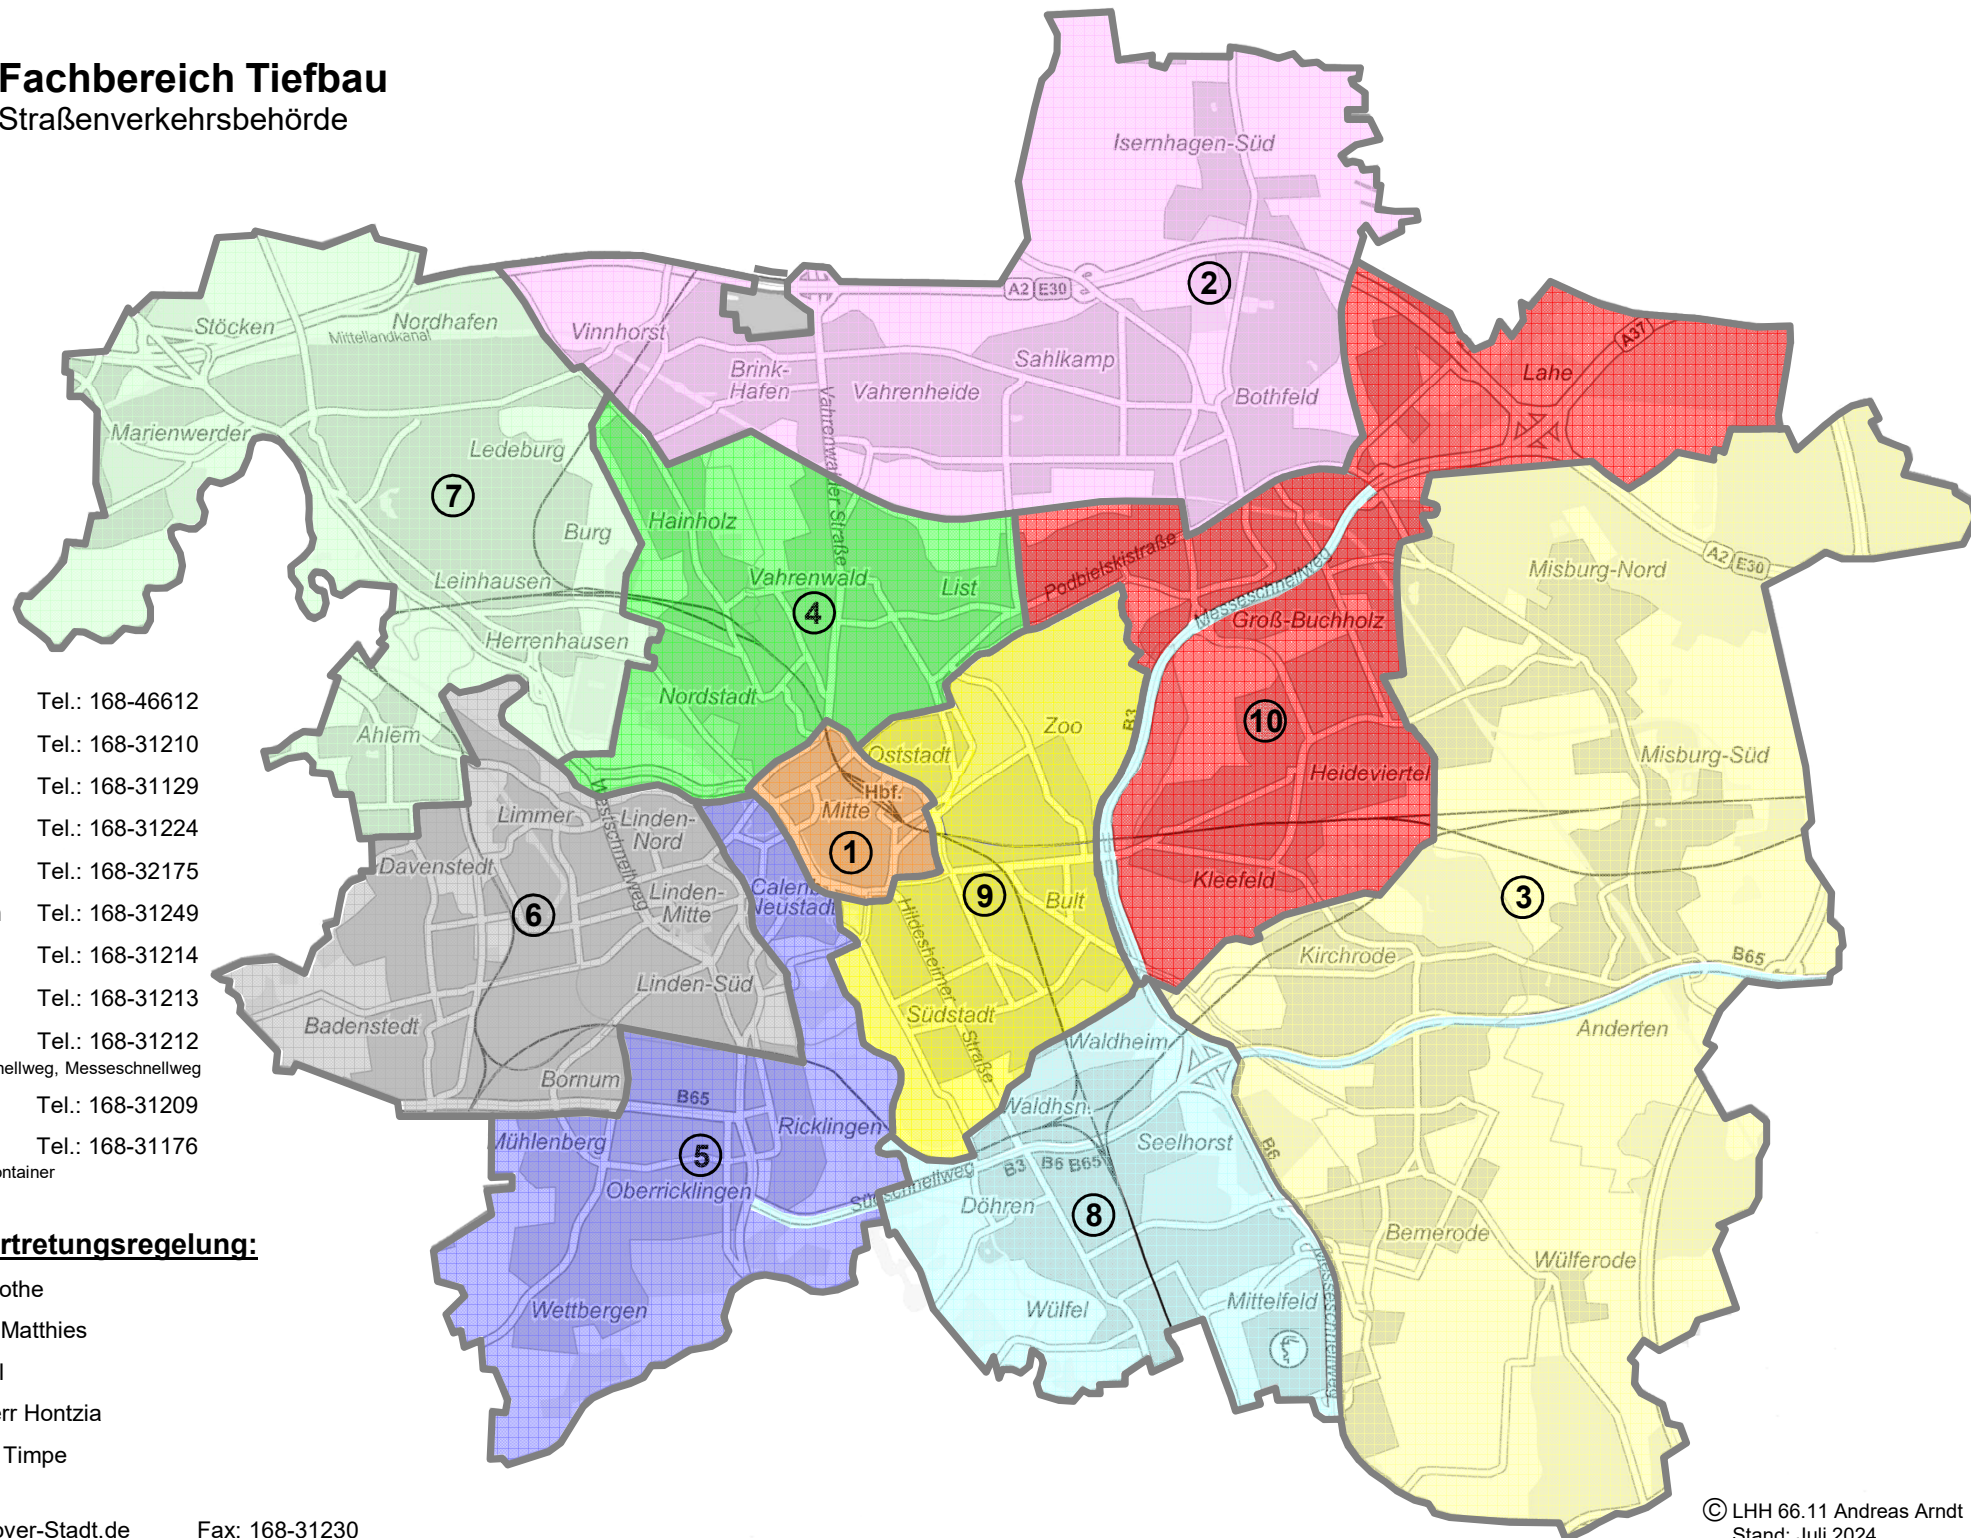 Fachbereich Tiefbau
Straßenverkehrsbehörde
Isernhagen-Süd
2
A2 E30
Stöcken
Nordhafen
Mittellandkanal
Vinnhorst
Brink-
Hafen
Vahrenheide
Sahlkamp
Bothfeld
Lahe
A37
Marienwerder
Ledeburg
7
Burg
Leinhausen
Herrenhausen
Hainholz
Vahrenwalder Straße
Vahrenwald
4
List
Nordstadt
Podbielskistraße
Messeschnellweg
Groß-Buchholz
10
Heideviertel
Kleefeld
B3
A2 E30
Misburg-Nord
Misburg-Süd
Zoo
Oststadt
Hbf.
Mitte
1
9
Bult
Hildesheimer Straße
Südstadt
Ahlem
Limmer
Westschnellweg
Linden-
Nord
Davenstedt
6
Linden-
Mitte
Linden-Süd
Badenstedt
Bornum
Neustadt
3
Kirchrode
B65
Anderten
Waldheim
Waldhsn.
Seelhorst
B65
Ricklingen
Mühlenberg
5
Oberricklingen
Südschnellweg
B3
B6 B65
B6
Döhren
8
Bemerode
Wülferode
Wettbergen
Wülfel
Mittelfeld
Messeschnellweg
Tel.: 168-46612
Tel.: 168-31210
Tel.: 168-31129
Tel.: 168-31224
Tel.: 168-32175
Tel.: 168-31249
Tel.: 168-31214
Tel.: 168-31213
Tel.: 168-31212
nellweg, Messeschnellweg
Tel.: 168-31209
Tel.: 168-31176
ontainer
rtretungsregelung:
othe
Matthies
l
err Hontzia
Timpe
over-Stadt.de Fax: 168-31230
© LHH 66.11 Andreas Arndt
Stand: Juli 2024